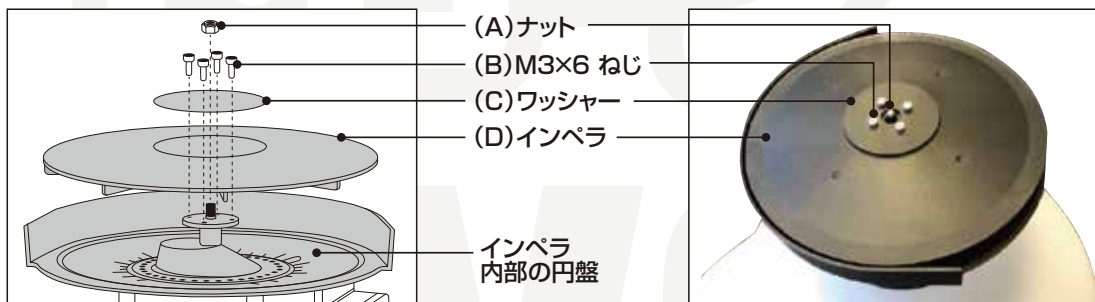 (A)ナット
(B)M3×6 ねじ
(C)ワッシャー
(D)インペラ
インペラ
内部の円盤